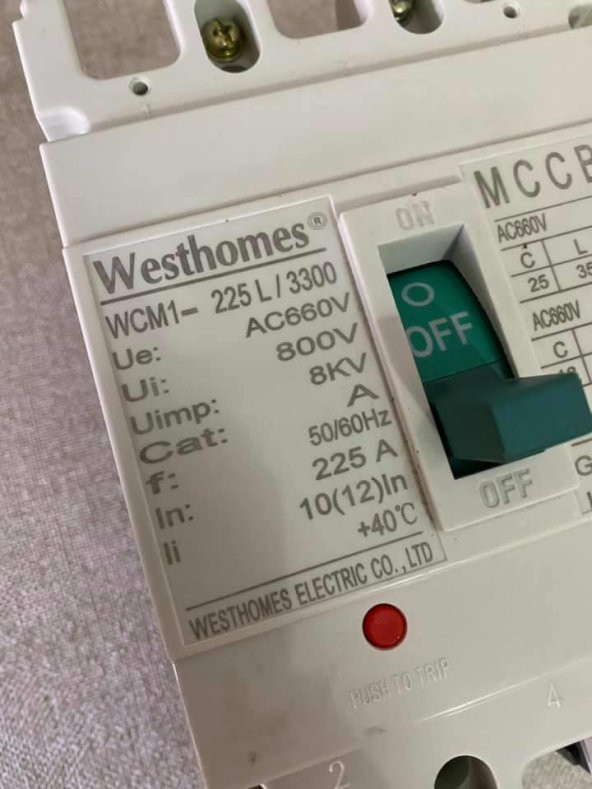 Westhomes®
WCM1- 225 L / 3300
Ue: AC660V
Ui: 800V
Uimp: 8KV
Cat: A
f: 50/60Hz
In: 225 A
Ii 10(12)In
+40℃
WESTHOMES ELECTRIC CO., LTD
ON
OFF
OFF
MCCB
AC660V
C L
25 35
AC660V
C
G
PUSH TO TRIP
2
4